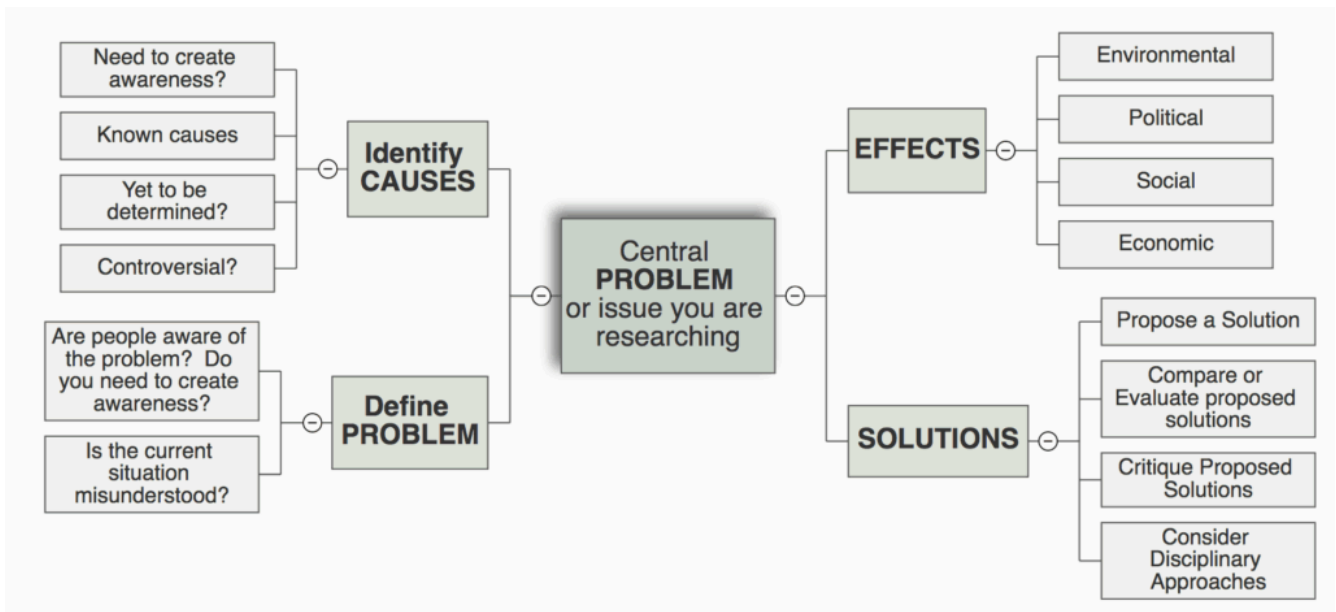 Need to create
awareness?
Known causes
Yet to be
determined?
Controversial?
Identify
CAUSES
Are people aware of
the problem? Do
you need to create
awareness?
Is the current
situation
misunderstood?
Define
PROBLEM
Central
PROBLEM
or issue you are
researching
EFFECTS
Environmental
Political
Social
Economic
SOLUTIONS
Propose a Solution
Compare or
Evaluate proposed
solutions
Critique Proposed
Solutions
Consider
Disciplinary
Approaches